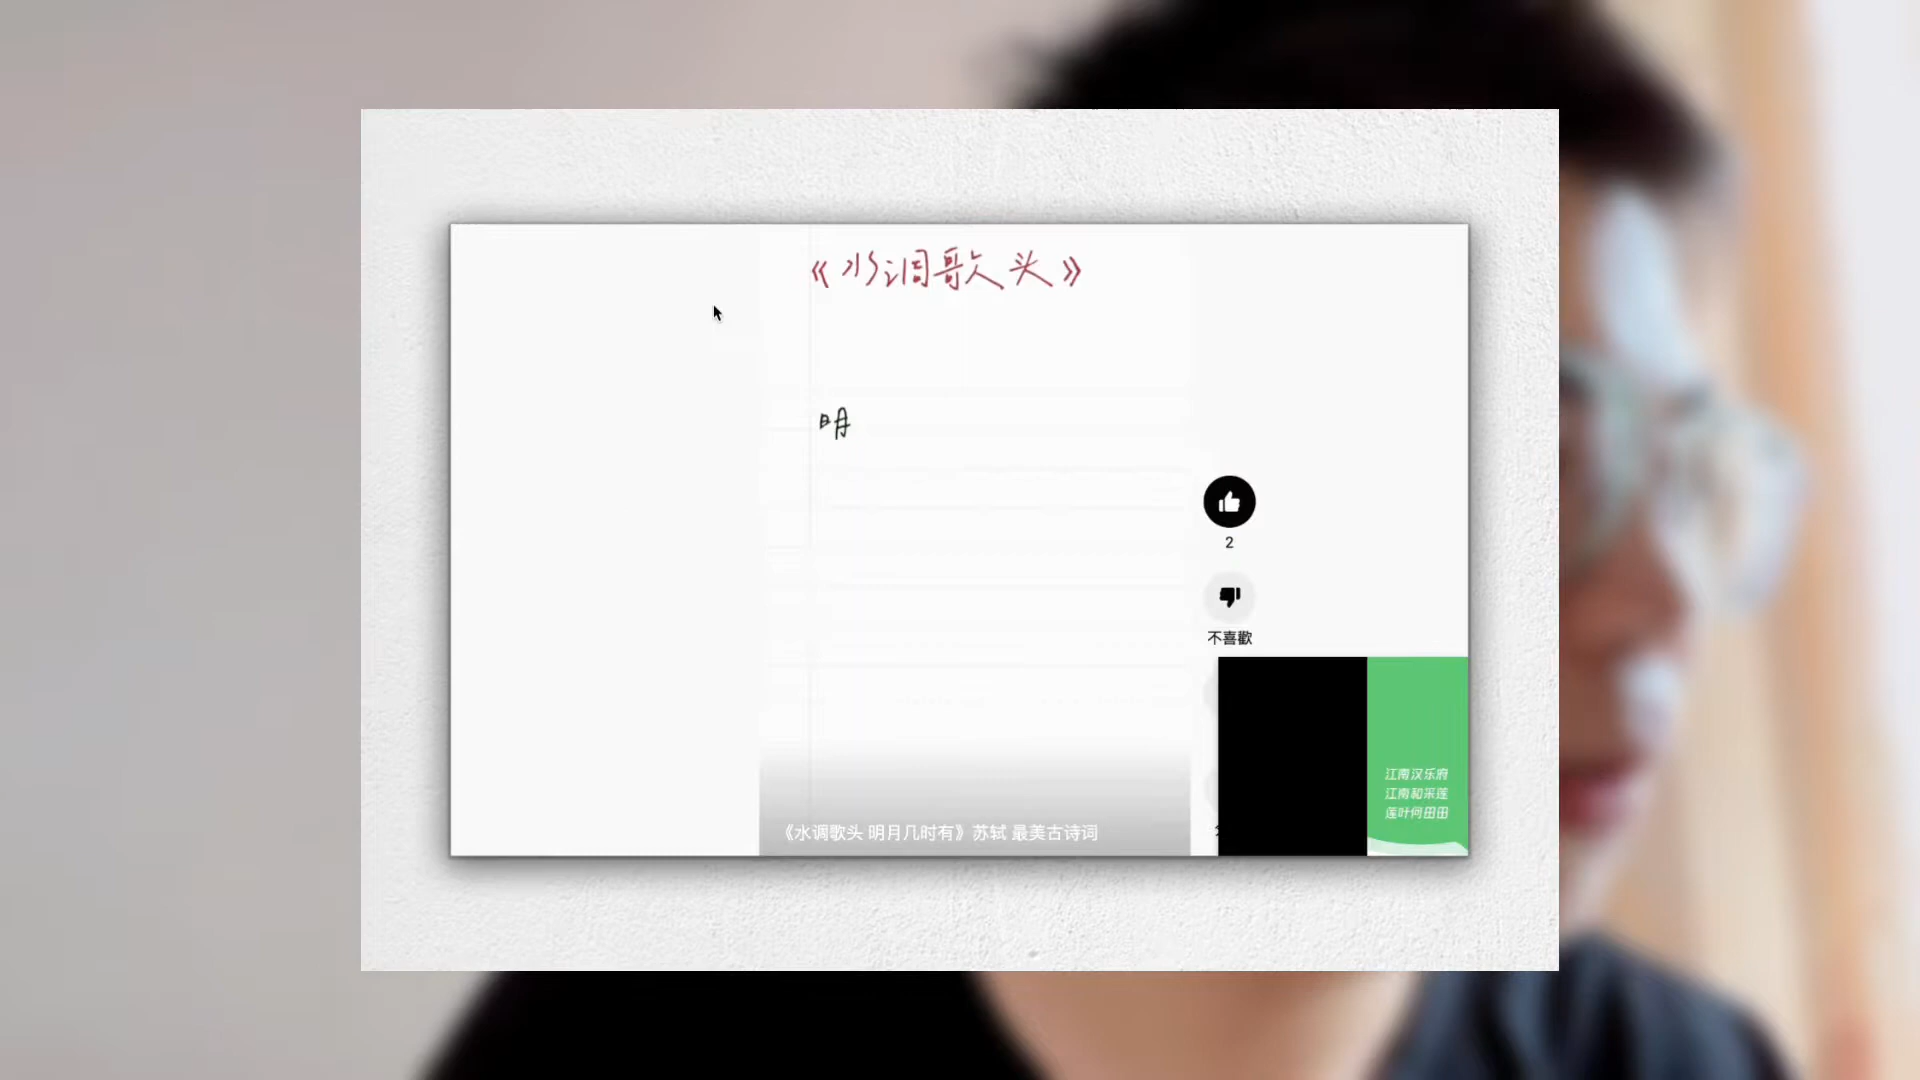 《水调歌头》
明
2
不喜歡
江南汉乐府
江南和采莲
莲叶何田田
《水调歌头 明月几时有》苏轼 最美古诗词